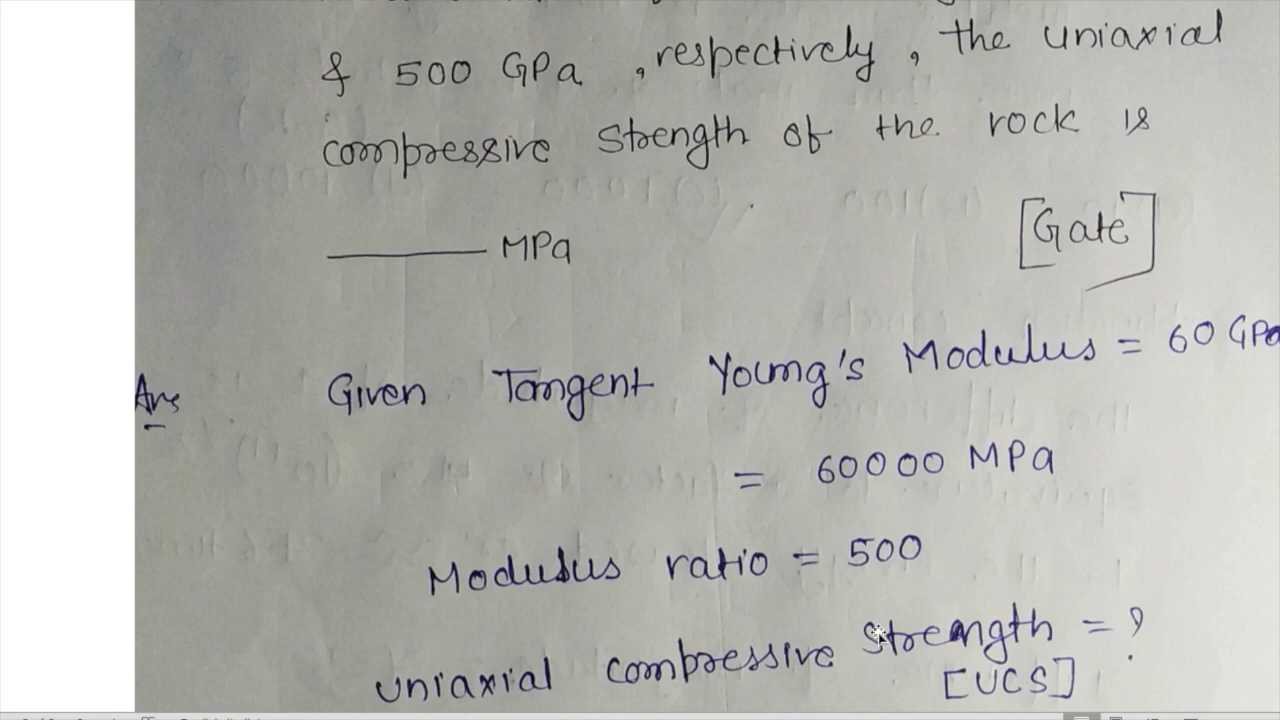 & 500 GPa , respectively , the uniaxial
compressive strength of the rock is
MPa
[Gate]
Ans Given Tangent Young's Modulus = 60 GPa
= 60000 MPa
Modulus ratio = 500
uniaxial compressive strength = ?
[UCS]